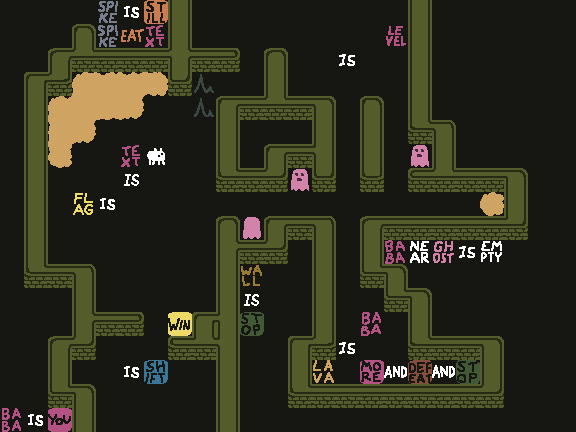 SPIKE IS STILL
SPIKE EAT TEXT
LEVEL
IS
TEXT
IS
FLAG IS
BABA NEAR GHOST IS EMPTY
WALL
IS
WIN STOP BABA
IS
IS SHIFT LAVA MORE AND DEFEAT AND STOP
BABA IS YOU